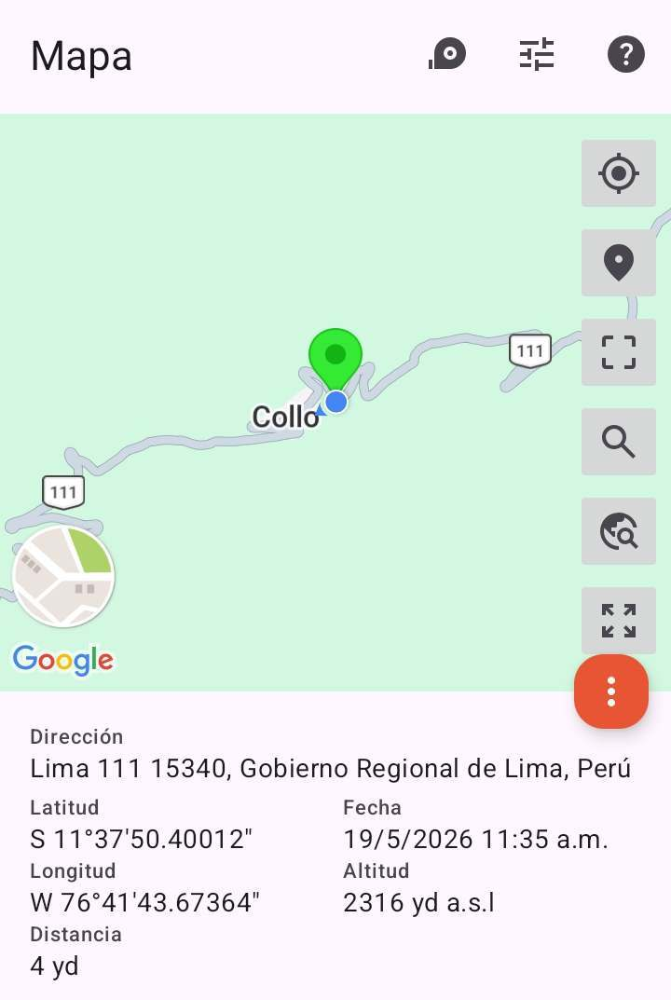 Mapa
111
Collo
111
Google
Dirección
Lima 111 15340, Gobierno Regional de Lima, Perú
Latitud
S 11°37'50.40012"
Fecha
19/5/2026 11:35 a.m.
Longitud
W 76°41'43.67364"
Altitud
2316 yd a.s.l
Distancia
4 yd